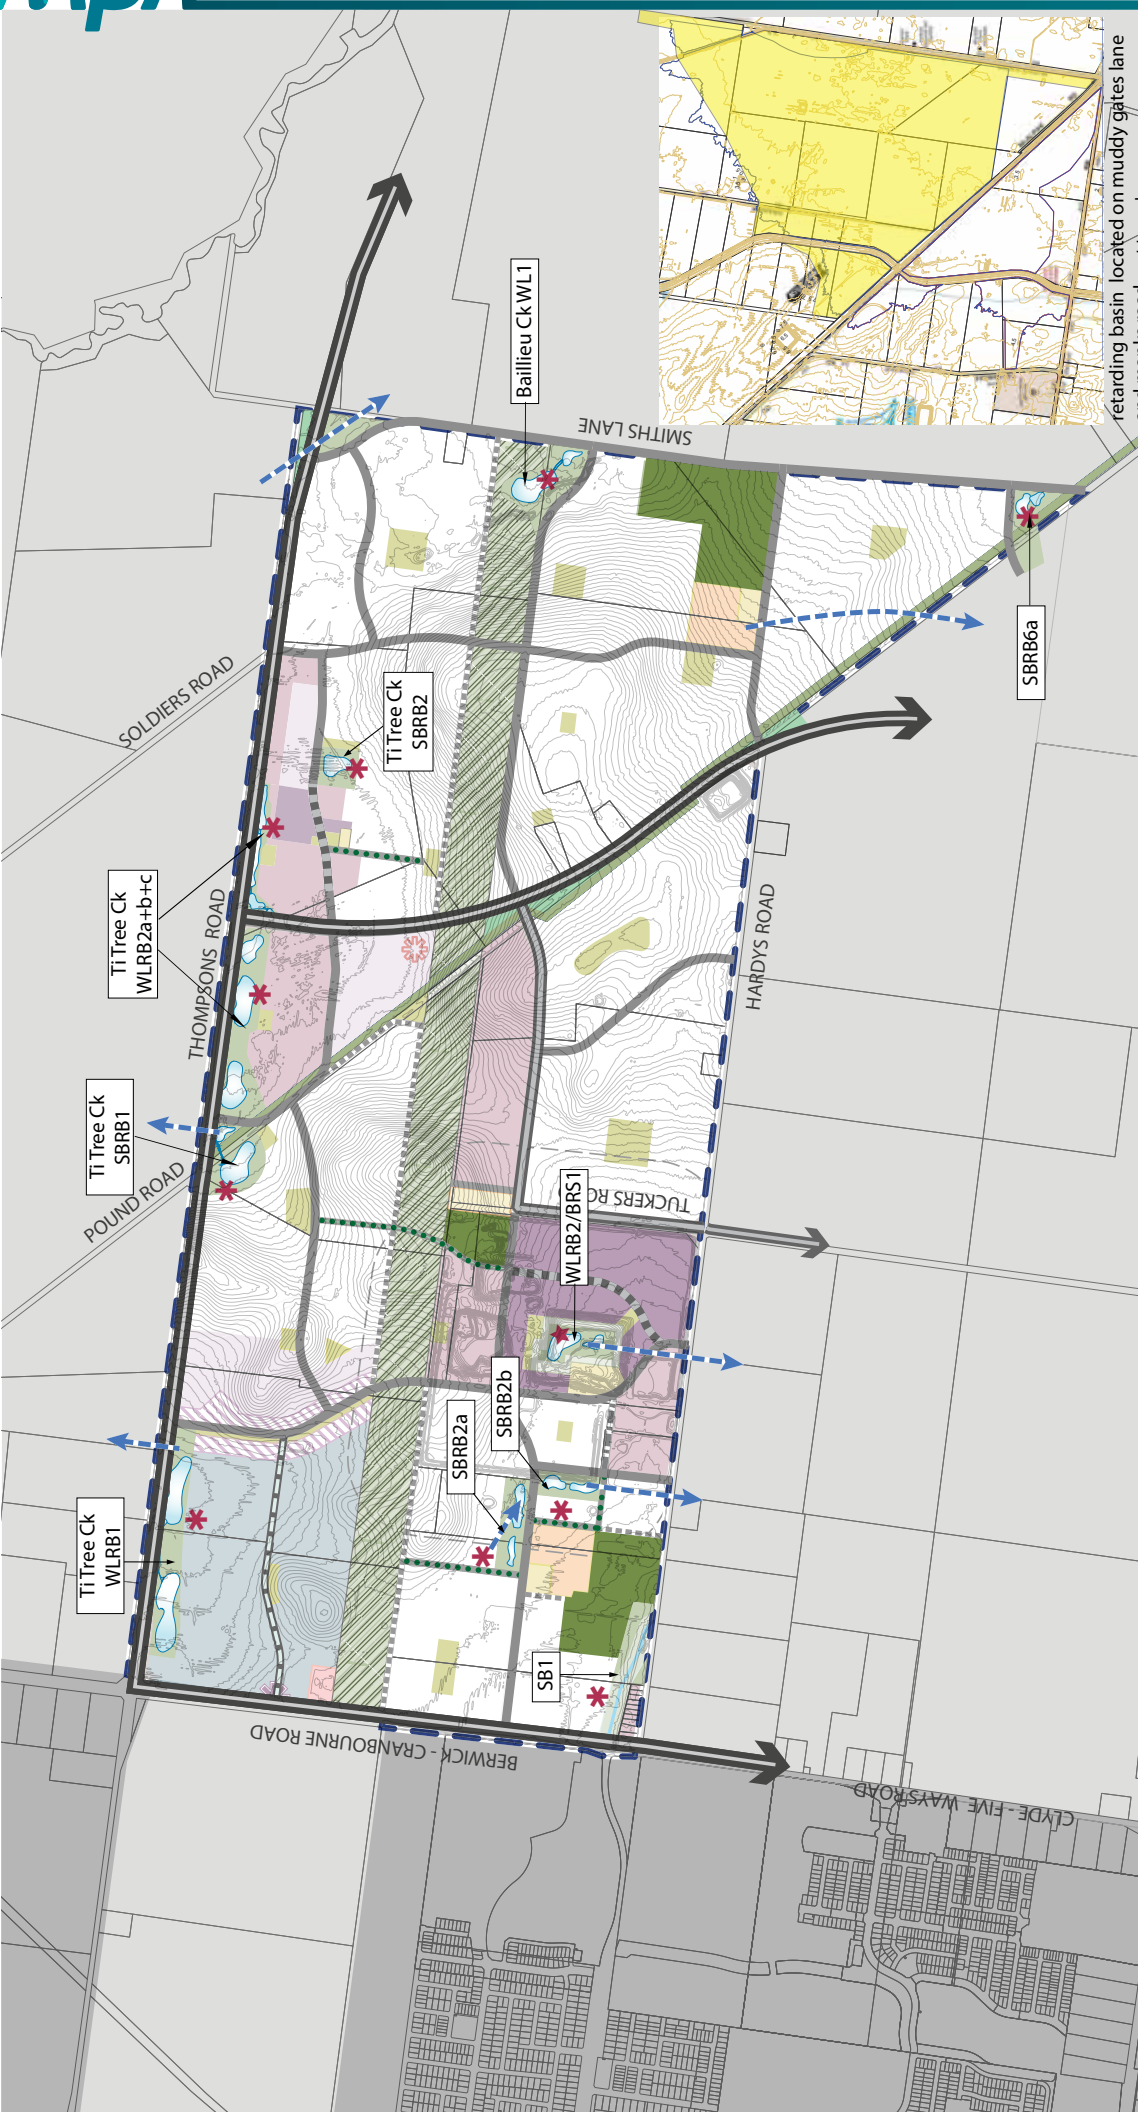 SOLDIERS ROAD
THOMPSONS ROAD
POUND ROAD
SMITHS LANE
HARDYS ROAD
TUCKERS RO
BERWICK - CRANBOURNE ROAD
CLYDE - FIVE WAYS ROAD
Baillieu Ck WL1
SBRB6a
Ti Tree Ck
SBRB2
Ti Tree Ck
WLRB2a+b+c
Ti Tree Ck
SBRB1
WLRB2/BRS1
SBRB2b
SBRB2a
Ti Tree Ck
WLRB1
SB1
retarding basin located on muddy gates lane